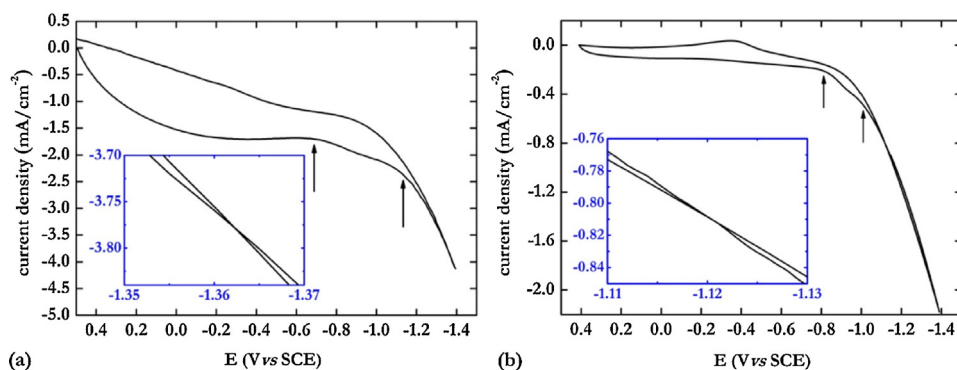 0.5
0.0
-0.5
-1.0
-1.5
-2.0
-2.5
-3.0
-3.5
-4.0
-4.5
-5.0
current density (mA/cm⁻²)
-3.70
-3.75
-3.80
-1.35 -1.36 -1.37
0.4 0.2 0.0 -0.2 -0.4 -0.6 -0.8 -1.0 -1.2 -1.4
E (Vvs SCE)
(a)
0.0
-0.4
-0.8
-1.2
-1.6
-2.0
current density (mA/cm⁻²)
-0.76
-0.78
-0.80
-0.82
-0.84
-1.11 -1.12 -1.13
0.4 0.2 0.0 -0.2 -0.4 -0.6 -0.8 -1.0 -1.2 -1.4
E (Vvs SCE)
(b)